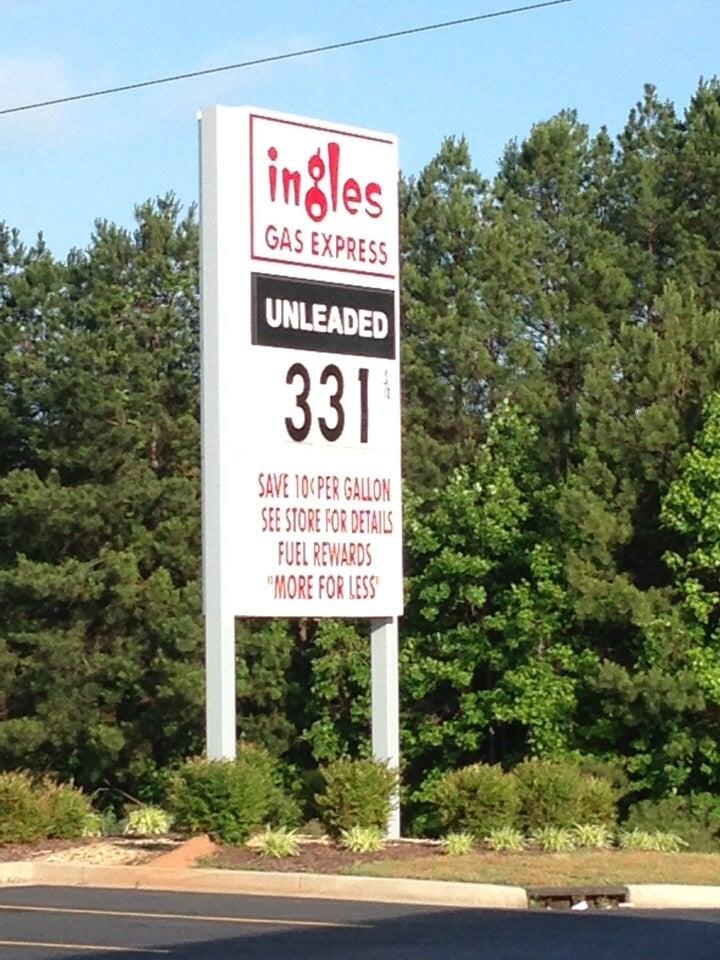 ingles
GAS EXPRESS
UNLEADED
331
SAVE 10¢ PER GALLON
SEE STORE FOR DETAILS
FUEL REWARDS
"MORE FOR LESS"